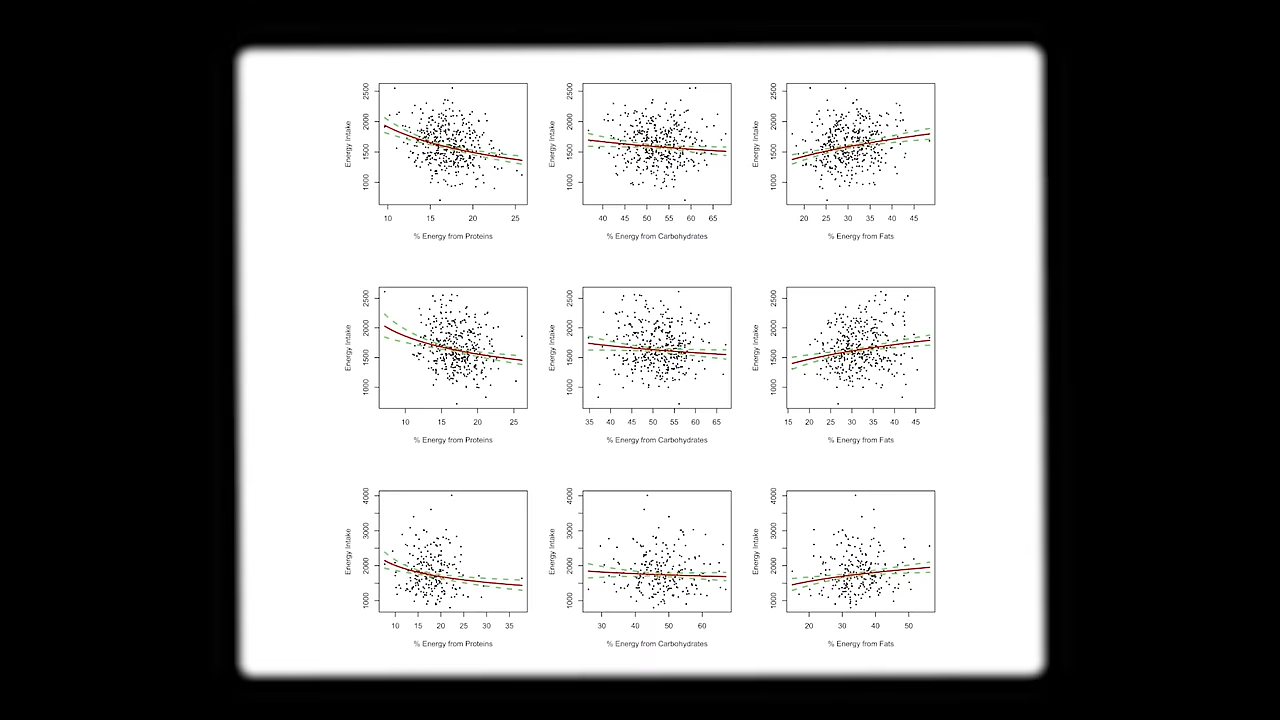 2500
2000
1500
1000
Energy Intake
10 15 20 25
% Energy from Proteins
2500
2000
1500
1000
Energy Intake
40 45 50 55 60 65
% Energy from Carbohydrates
2500
2000
1500
1000
Energy Intake
20 25 30 35 40 45
% Energy from Fats
2500
2000
1500
1000
Energy Intake
10 15 20 25
% Energy from Proteins
2500
2000
1500
1000
Energy Intake
35 40 45 50 55 60 65
% Energy from Carbohydrates
2500
2000
1500
1000
Energy Intake
15 20 25 30 35 40 45
% Energy from Fats
4000
3000
2000
1000
Energy Intake
10 15 20 25 30 35
% Energy from Proteins
4000
3000
2000
1000
Energy Intake
30 40 50 60
% Energy from Carbohydrates
4000
3000
2000
1000
Energy Intake
20 30 40 50
% Energy from Fats